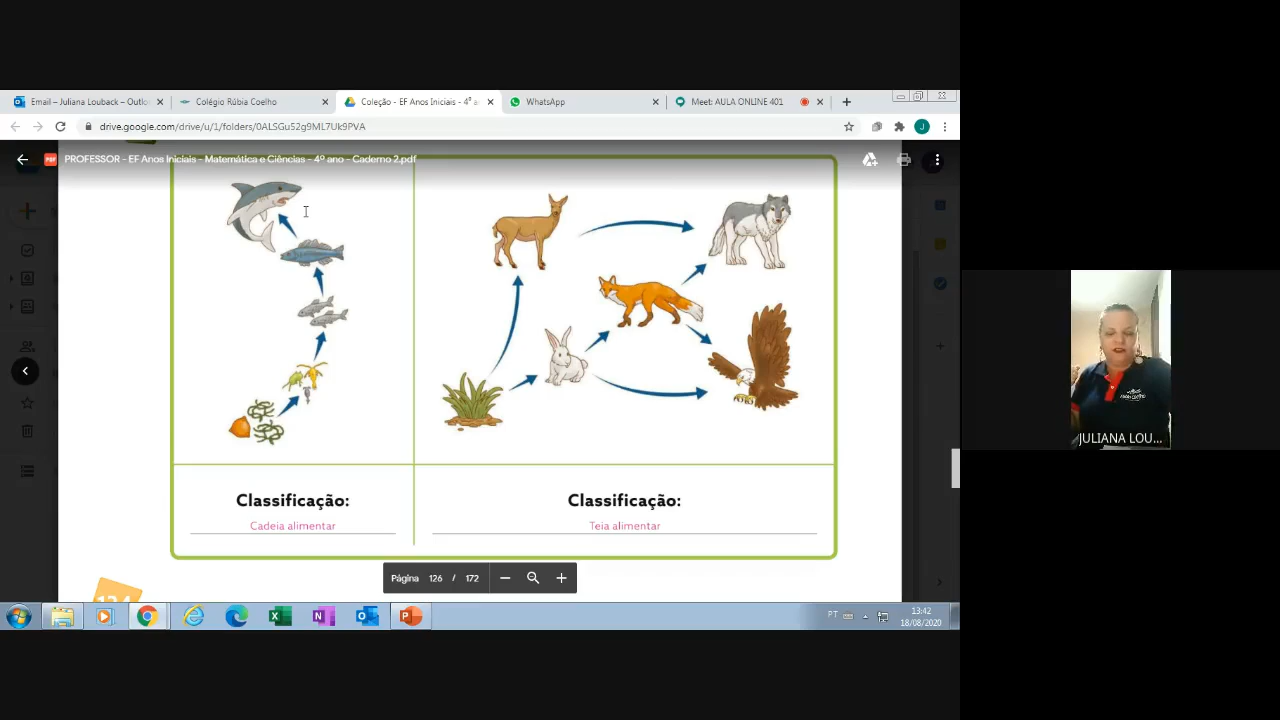 Email – Juliana Louback – Outlo
Colégio Rúbia Coelho
Coleção - EF Anos Iniciais - 4º a
WhatsApp
Meet: AULA ONLINE 401
drive.google.com/drive/u/1/folders/0ALSGu52g9ML7Uk9PVA
J
PDF PROFESSOR - EF Anos Iniciais - Matemática e Ciências - 4º ano - Caderno 2.pdf
Classificação:
Cadeia alimentar
Classificação:
Teia alimentar
Página 126 / 172
JULIANA LOU...
PT
13:42
18/08/2020